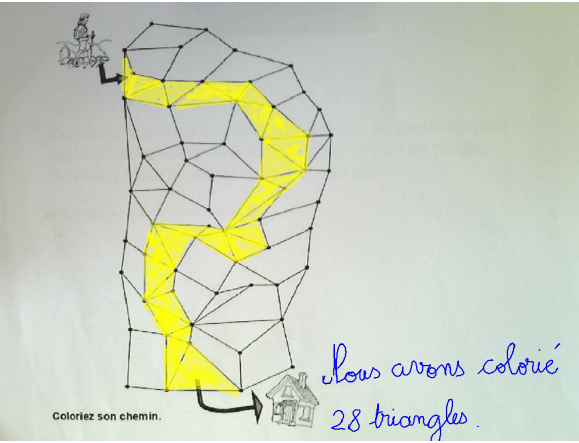 Nous avons colorié
28 triangles.
Coloriez son chemin.